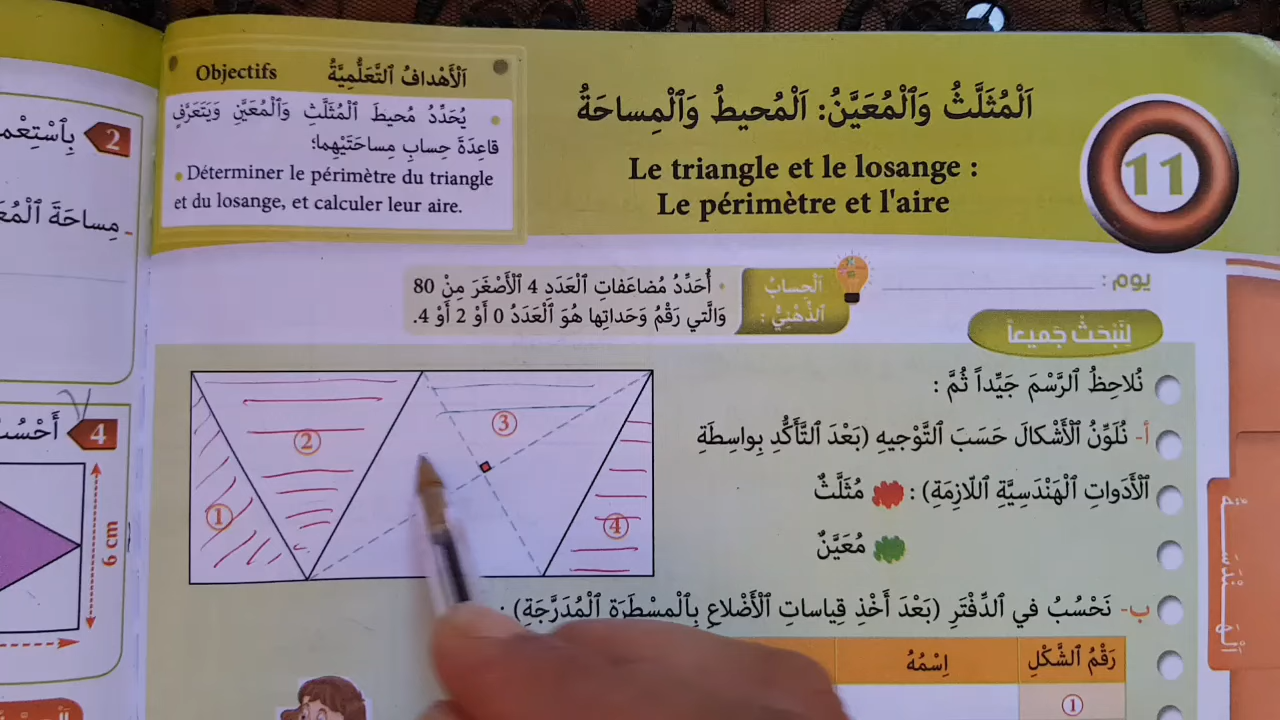 اَلْمُثَلَّثُ وَٱلْمُعَيَّنُ: اَلْمُحيطُ وَٱلْمِساحَةُ
Le triangle et le losange :
Le périmètre et l'aire
11
Objectifs اَلْأَهْدافُ ٱلتَّعَلُّمِيَّةُ
• يُحَدِّدُ مُحيطَ ٱلْمُثَلَّثِ وَٱلْمُعَيَّنِ وَيَتَعَرَّفُ
قاعِدَةَ حِسابِ مِساحَتَيْهِما؛
• Déterminer le périmètre du triangle
et du losange, et calculer leur aire.
يوم :
اَلْحِسابُ
ٱلذِّهْنِيُّ :
• أُحَدِّدُ مُضاعَفاتِ ٱلْعَدَدِ 4 ٱلْأَصْغَرَ مِنْ 80
وَٱلَّتي رَقْمُ وَحَداتِها هُوَ ٱلْعَدَدُ 0 أَوْ 2 أَوْ 4.
لِنَبْحَثْ جَميعاً
نُلاحِظُ ٱلرَّسْمَ جَيِّداً ثُمَّ :
أ- نُلَوِّنُ ٱلْأَشْكالَ حَسَبَ ٱلتَّوْجيهِ (بَعْدَ ٱلتَّأَكُّدِ بِواسِطَةِ
ٱلْأَدَواتِ ٱلْهَنْدَسِيَّةِ ٱللّازِمَةِ) : مُثَلَّثٌ
مُعَيَّنٌ
ب- نَحْسُبُ في ٱلدِّفْتَرِ (بَعْدَ أَخْذِ قِياساتِ ٱلْأَضْلاعِ بِٱلْمِسْطَرَةِ ٱلْمُدَرَّجَةِ) :
رَقْمُ ٱلشَّكْلِ
اِسْمُهُ
①
①
②
③
④
اَلْهَنْدَسَةُ
2
- مِساحَةَ
4
6 cm